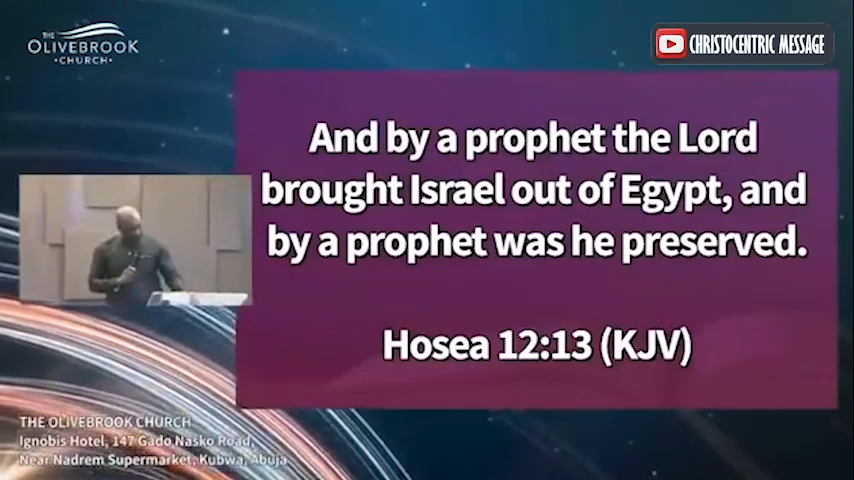 THE
OLIVEBROOK
•CHURCH•
CHRISTOCENTRIC MESSAGE
And by a prophet the Lord
brought Israel out of Egypt, and
by a prophet was he preserved.
Hosea 12:13 (KJV)
THE OLIVEBROOK CHURCH
Ignobis Hotel, 147 Gado Nasko Road,
Near Nadrem Supermarket, Kubwa, Abuja